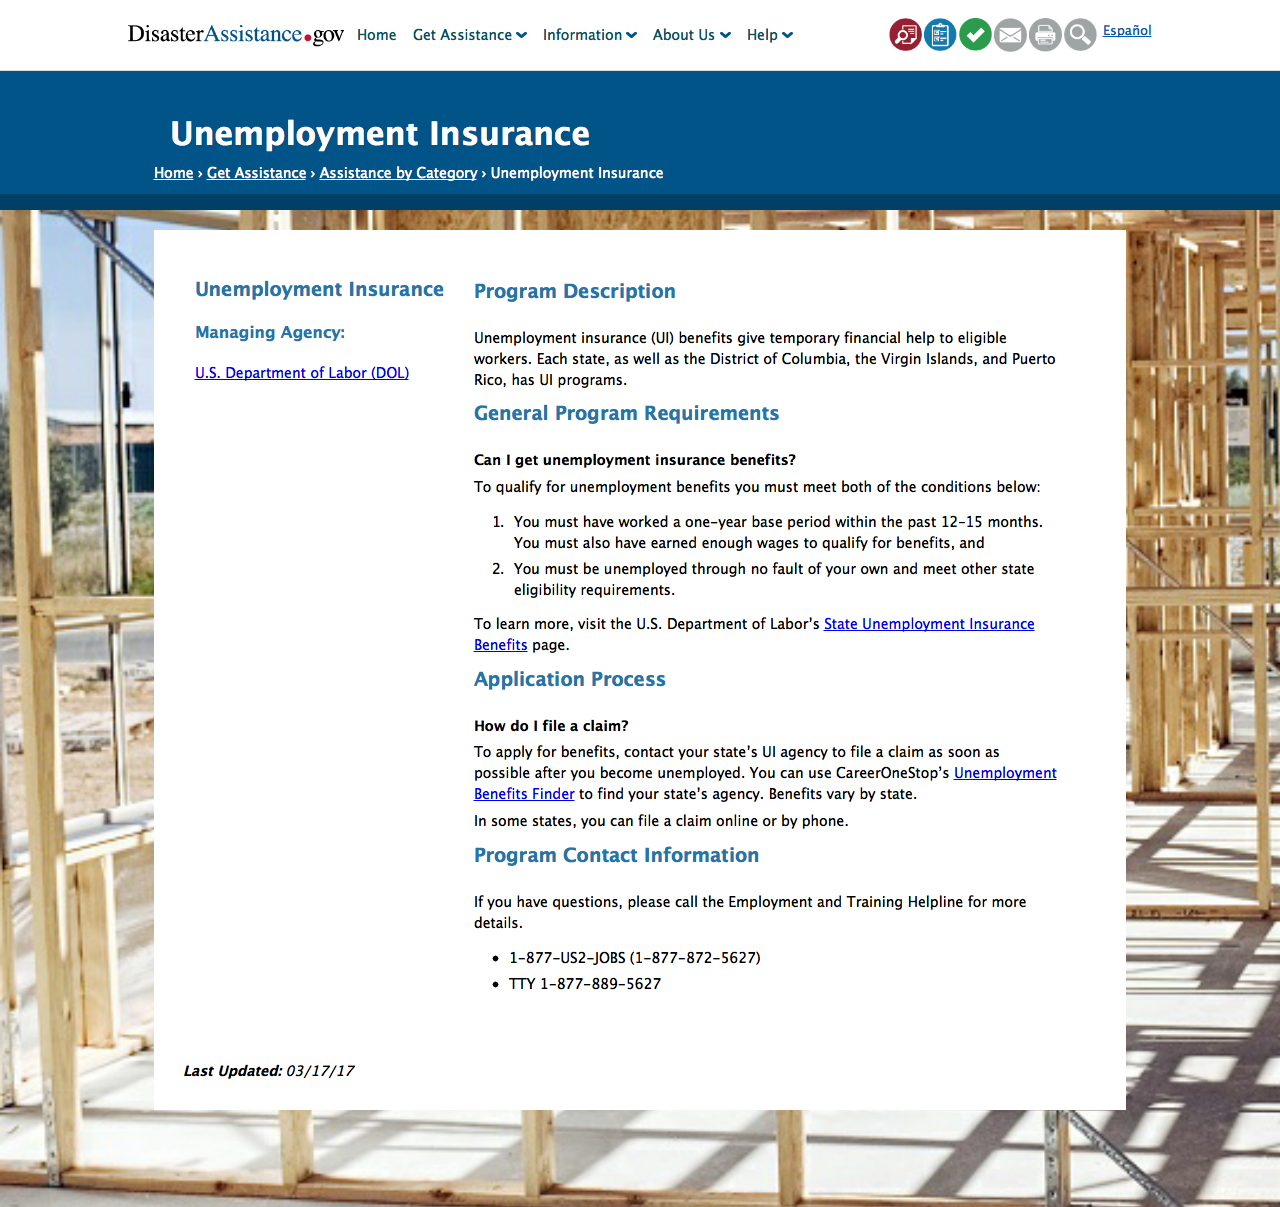 DisasterAssistance.gov Home Get Assistance Information About Us Help Español
Unemployment Insurance
Home › Get Assistance › Assistance by Category › Unemployment Insurance
Unemployment Insurance
Managing Agency:
U.S. Department of Labor (DOL)
Program Description
Unemployment insurance (UI) benefits give temporary financial help to eligible
workers. Each state, as well as the District of Columbia, the Virgin Islands, and Puerto
Rico, has UI programs.
General Program Requirements
Can I get unemployment insurance benefits?
To qualify for unemployment benefits you must meet both of the conditions below:
1. You must have worked a one-year base period within the past 12-15 months.
You must also have earned enough wages to qualify for benefits, and
2. You must be unemployed through no fault of your own and meet other state
eligibility requirements.
To learn more, visit the U.S. Department of Labor's State Unemployment Insurance
Benefits page.
Application Process
How do I file a claim?
To apply for benefits, contact your state's UI agency to file a claim as soon as
possible after you become unemployed. You can use CareerOneStop's Unemployment
Benefits Finder to find your state's agency. Benefits vary by state.
In some states, you can file a claim online or by phone.
Program Contact Information
If you have questions, please call the Employment and Training Helpline for more
details.
• 1-877-US2-JOBS (1-877-872-5627)
• TTY 1-877-889-5627
Last Updated: 03/17/17